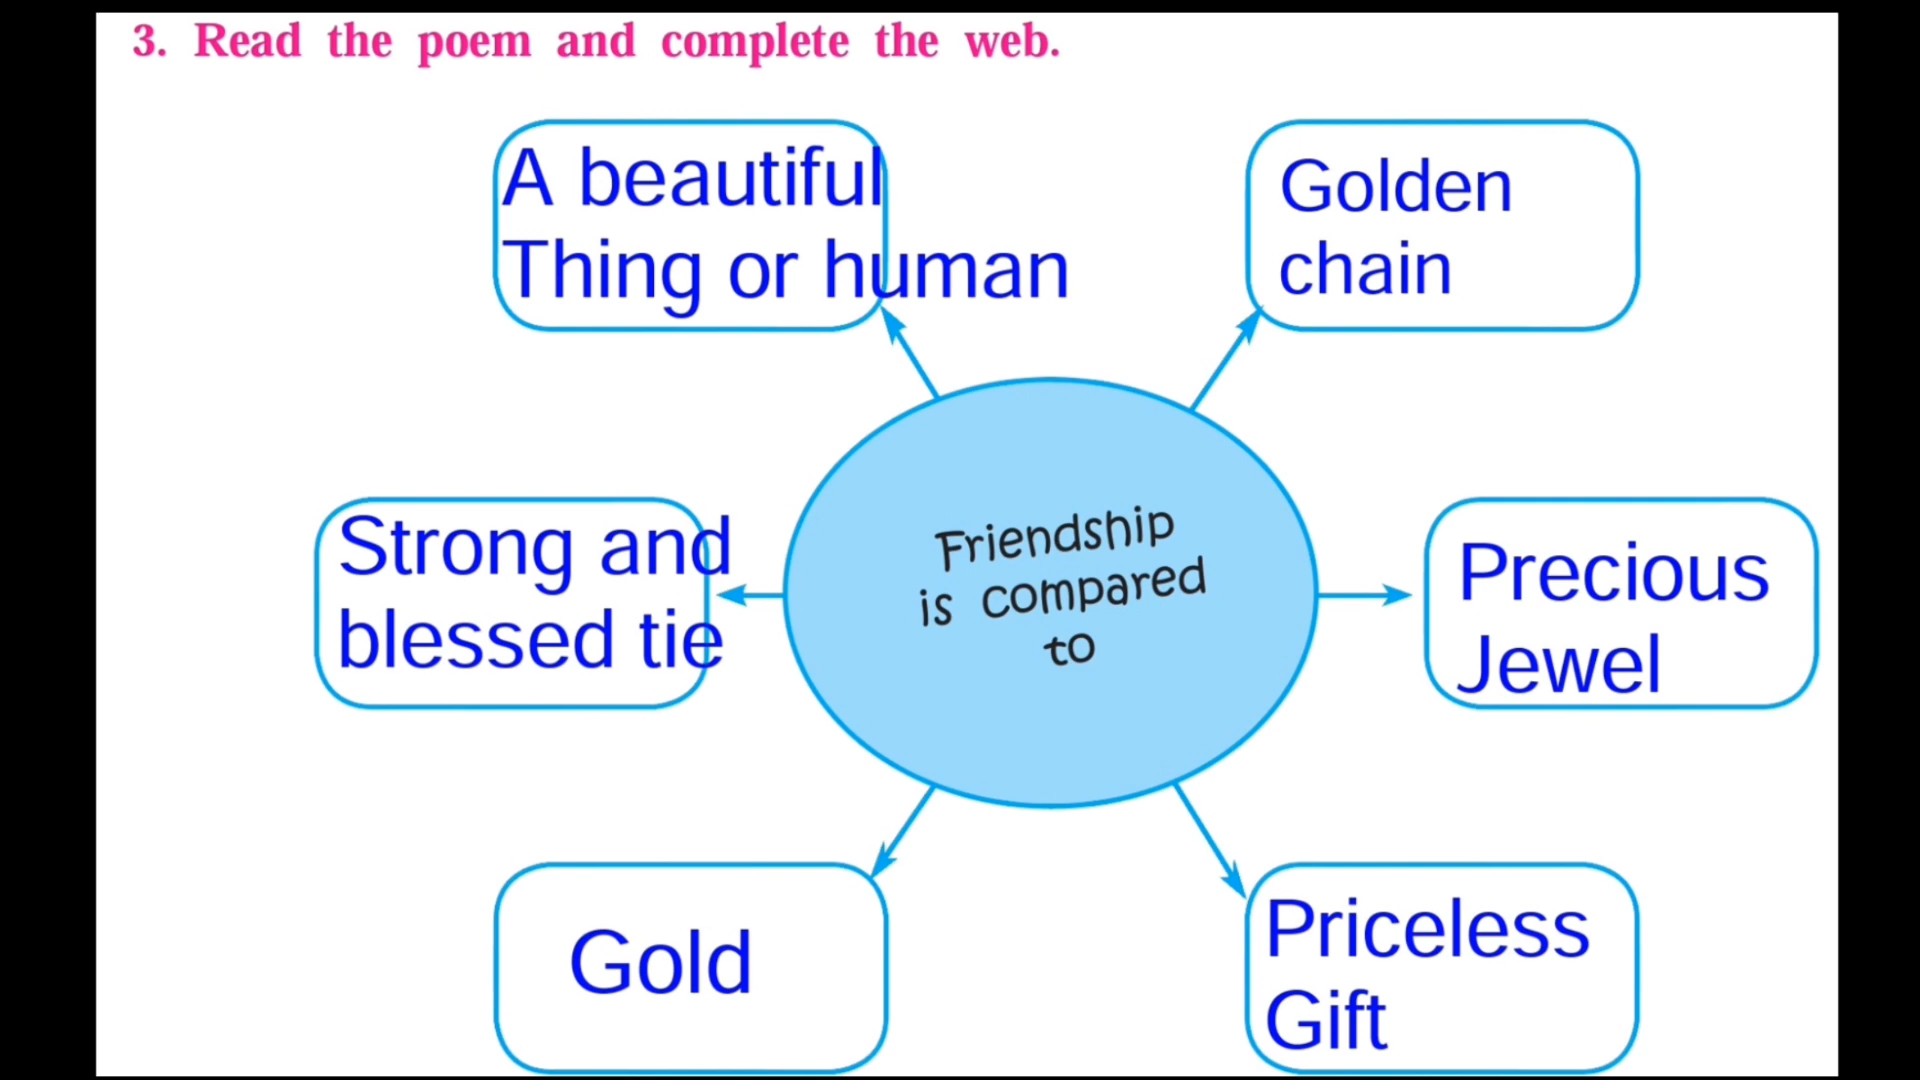 3. Read the poem and complete the web.
A beautiful
Thing or human
Golden
chain
Strong and
blessed tie
Friendship
is compared
to
Precious
Jewel
Gold
Priceless
Gift